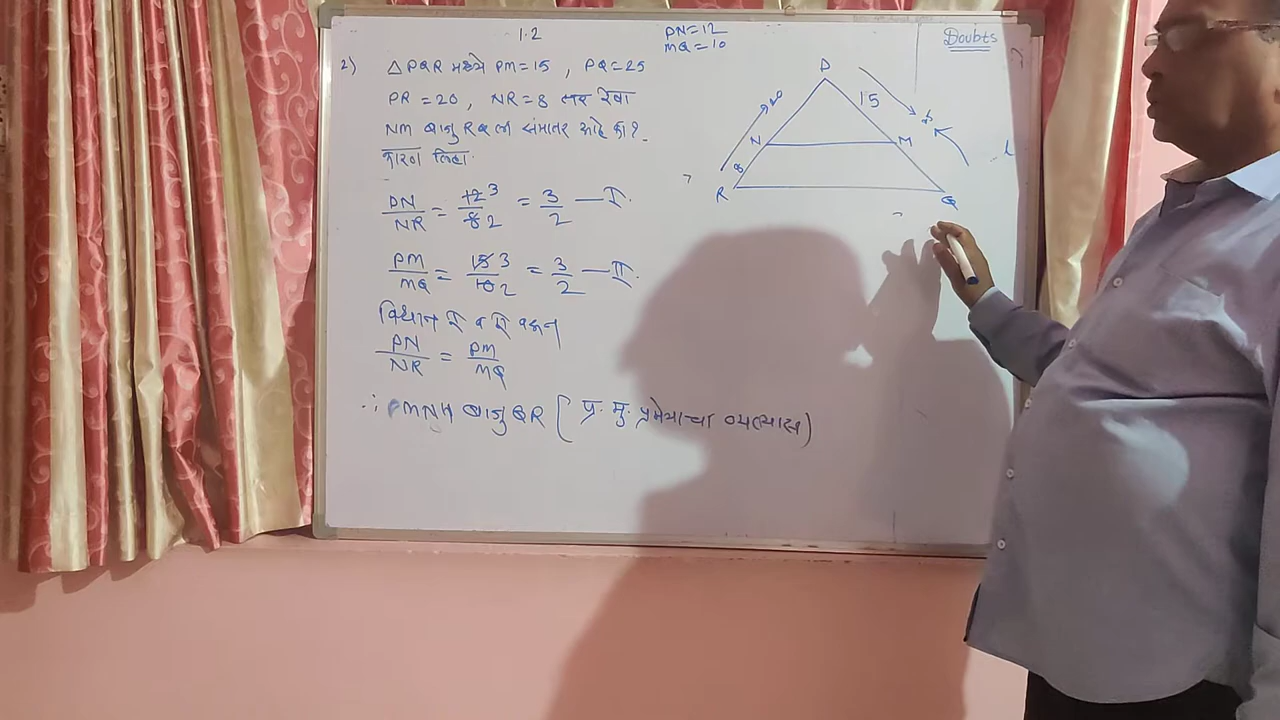 1.2
PN=12
MQ=10
Doubts
2) △PQR मध्ये PM=15 , PQ=25
PR =20 , NR=8 तर रेषा
NM बाजु RQ ला समांतर आहे का?
कारण लिहा.
PN/NR = 12/8 3/2 = 3/2 — I.
PM/MQ = 15/10 3/2 = 3/2 — II.
विधान I व II वरून
PN/NR = PM/MQ
∴ NM बाजु QR [ प्र. मु. प्रमेयाचा व्यत्यास)
P
20
15
25
N
M
8
R
Q